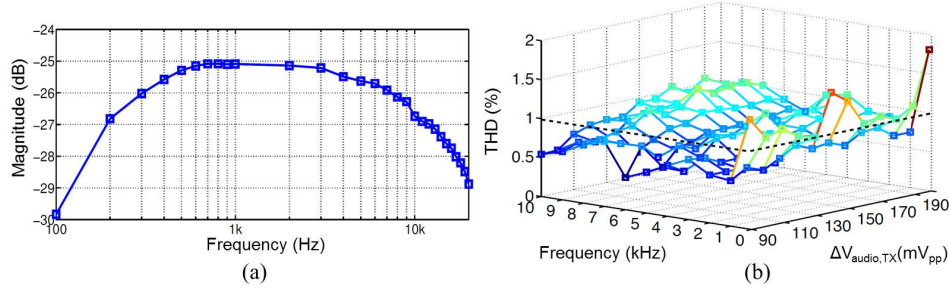 -24
-25
-26
-27
-28
-29
-30
Magnitude (dB)
100 1k 10k
Frequency (Hz)
(a)
2
1.5
1
0.5
0
THD (%)
10 9 8 7 6 5 4 3 2 1 0
Frequency (kHz)
90 110 130 150 170 190
ΔVaudio,TX(mVpp)
(b)